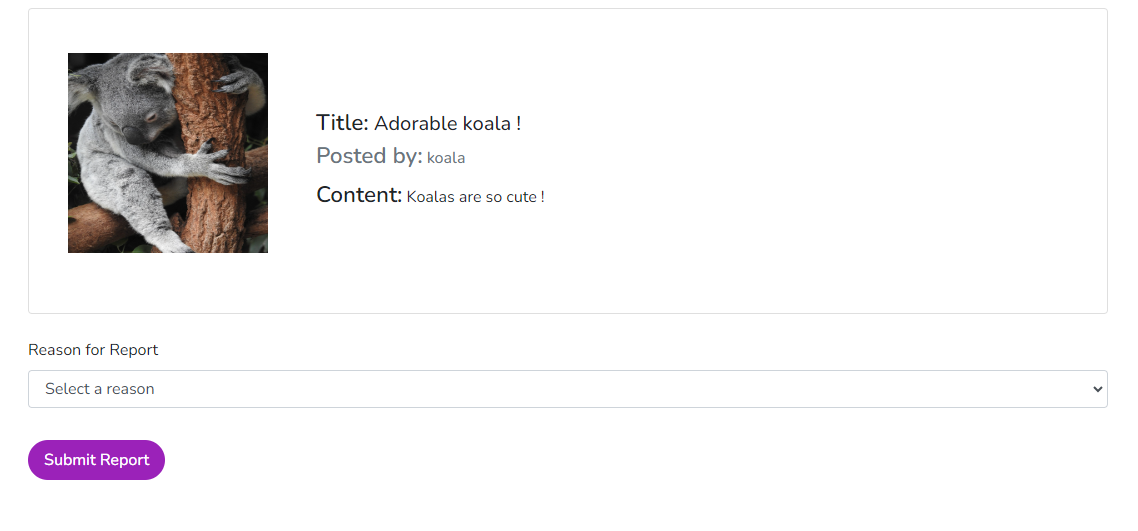 Title: Adorable koala !
Posted by: koala
Content: Koalas are so cute !
Reason for Report
Select a reason
Submit Report